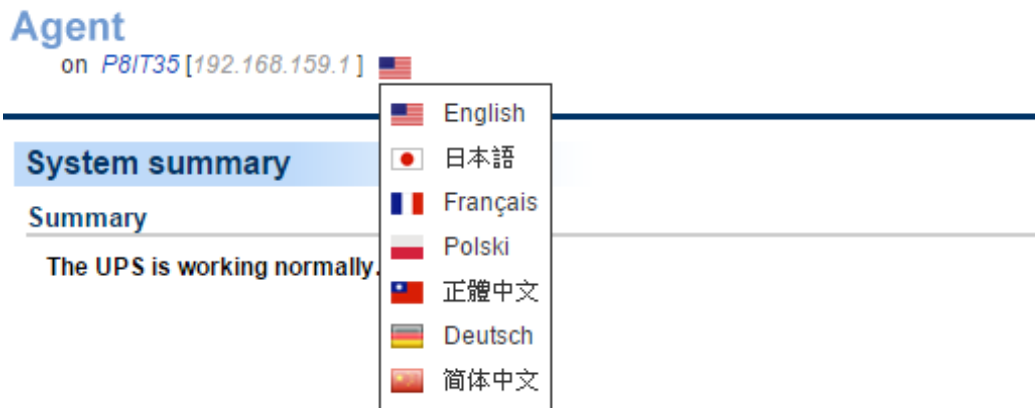 Agent
on P8IT35 [192.168.159.1 ]
English
System summary
日本語
Summary
Français
Polski
The UPS is working normally.
正體中文
Deutsch
简体中文